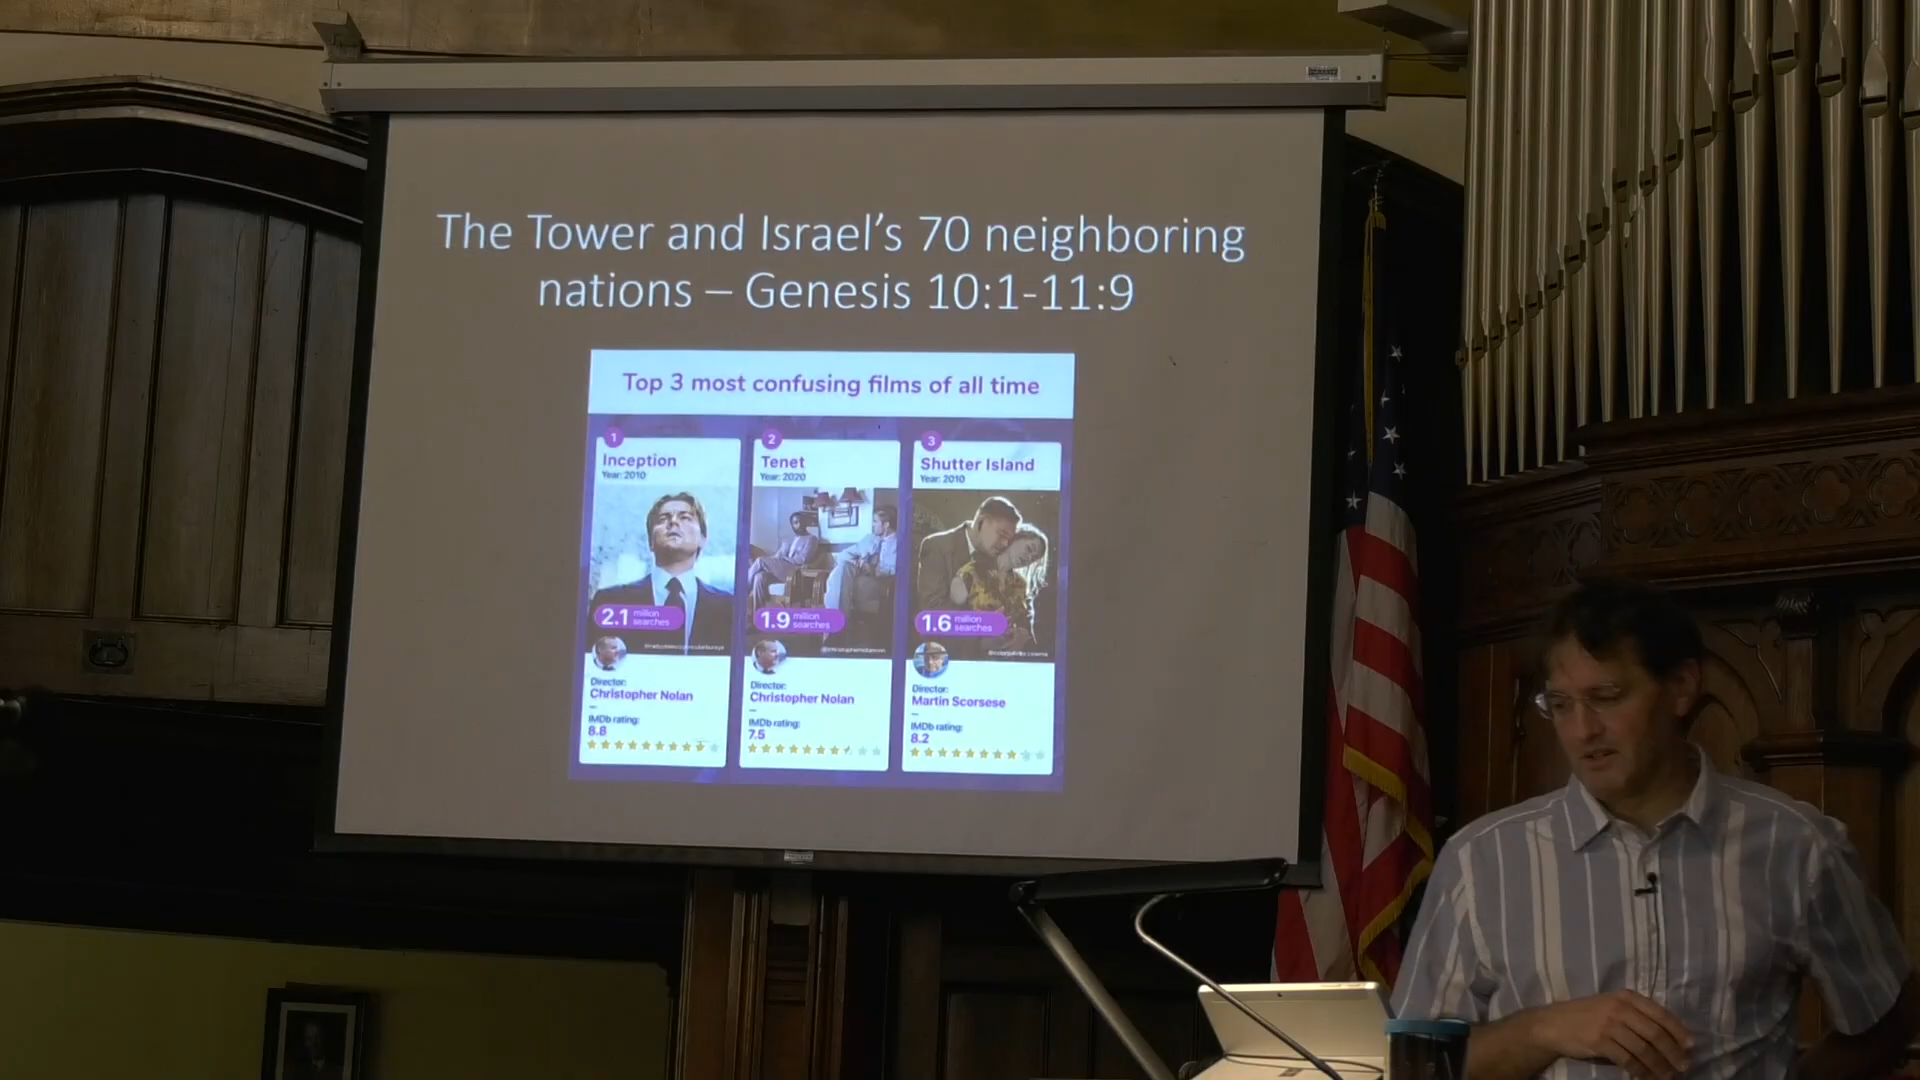 The Tower and Israel's 70 neighboring
nations – Genesis 10:1-11:9
Top 3 most confusing films of all time
1
Inception
Year: 2010
2.1 million searches
Director:
Christopher Nolan
–
IMDb rating:
8.8
2
Tenet
Year: 2020
1.9 million searches
Director:
Christopher Nolan
–
IMDb rating:
7.5
3
Shutter Island
Year: 2010
1.6 million searches
Director:
Martin Scorsese
–
IMDb rating:
8.2